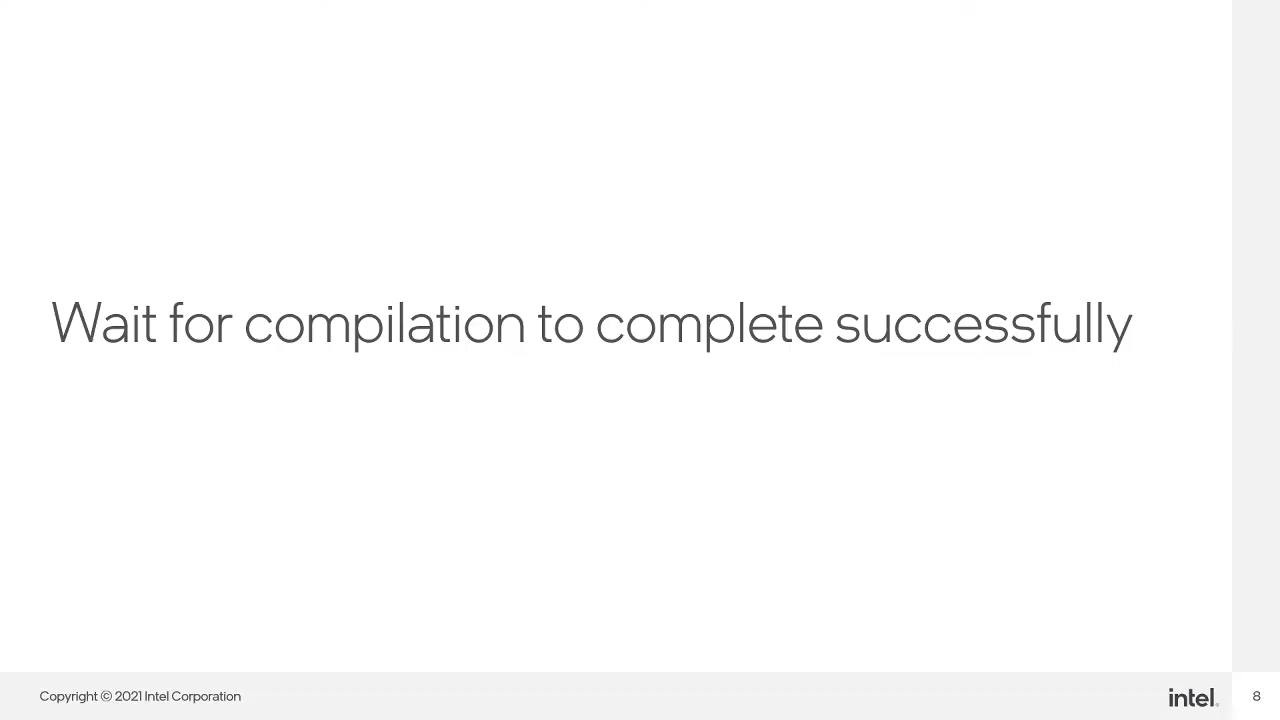 Wait for compilation to complete successfully
Copyright © 2021 Intel Corporation
intel.
8